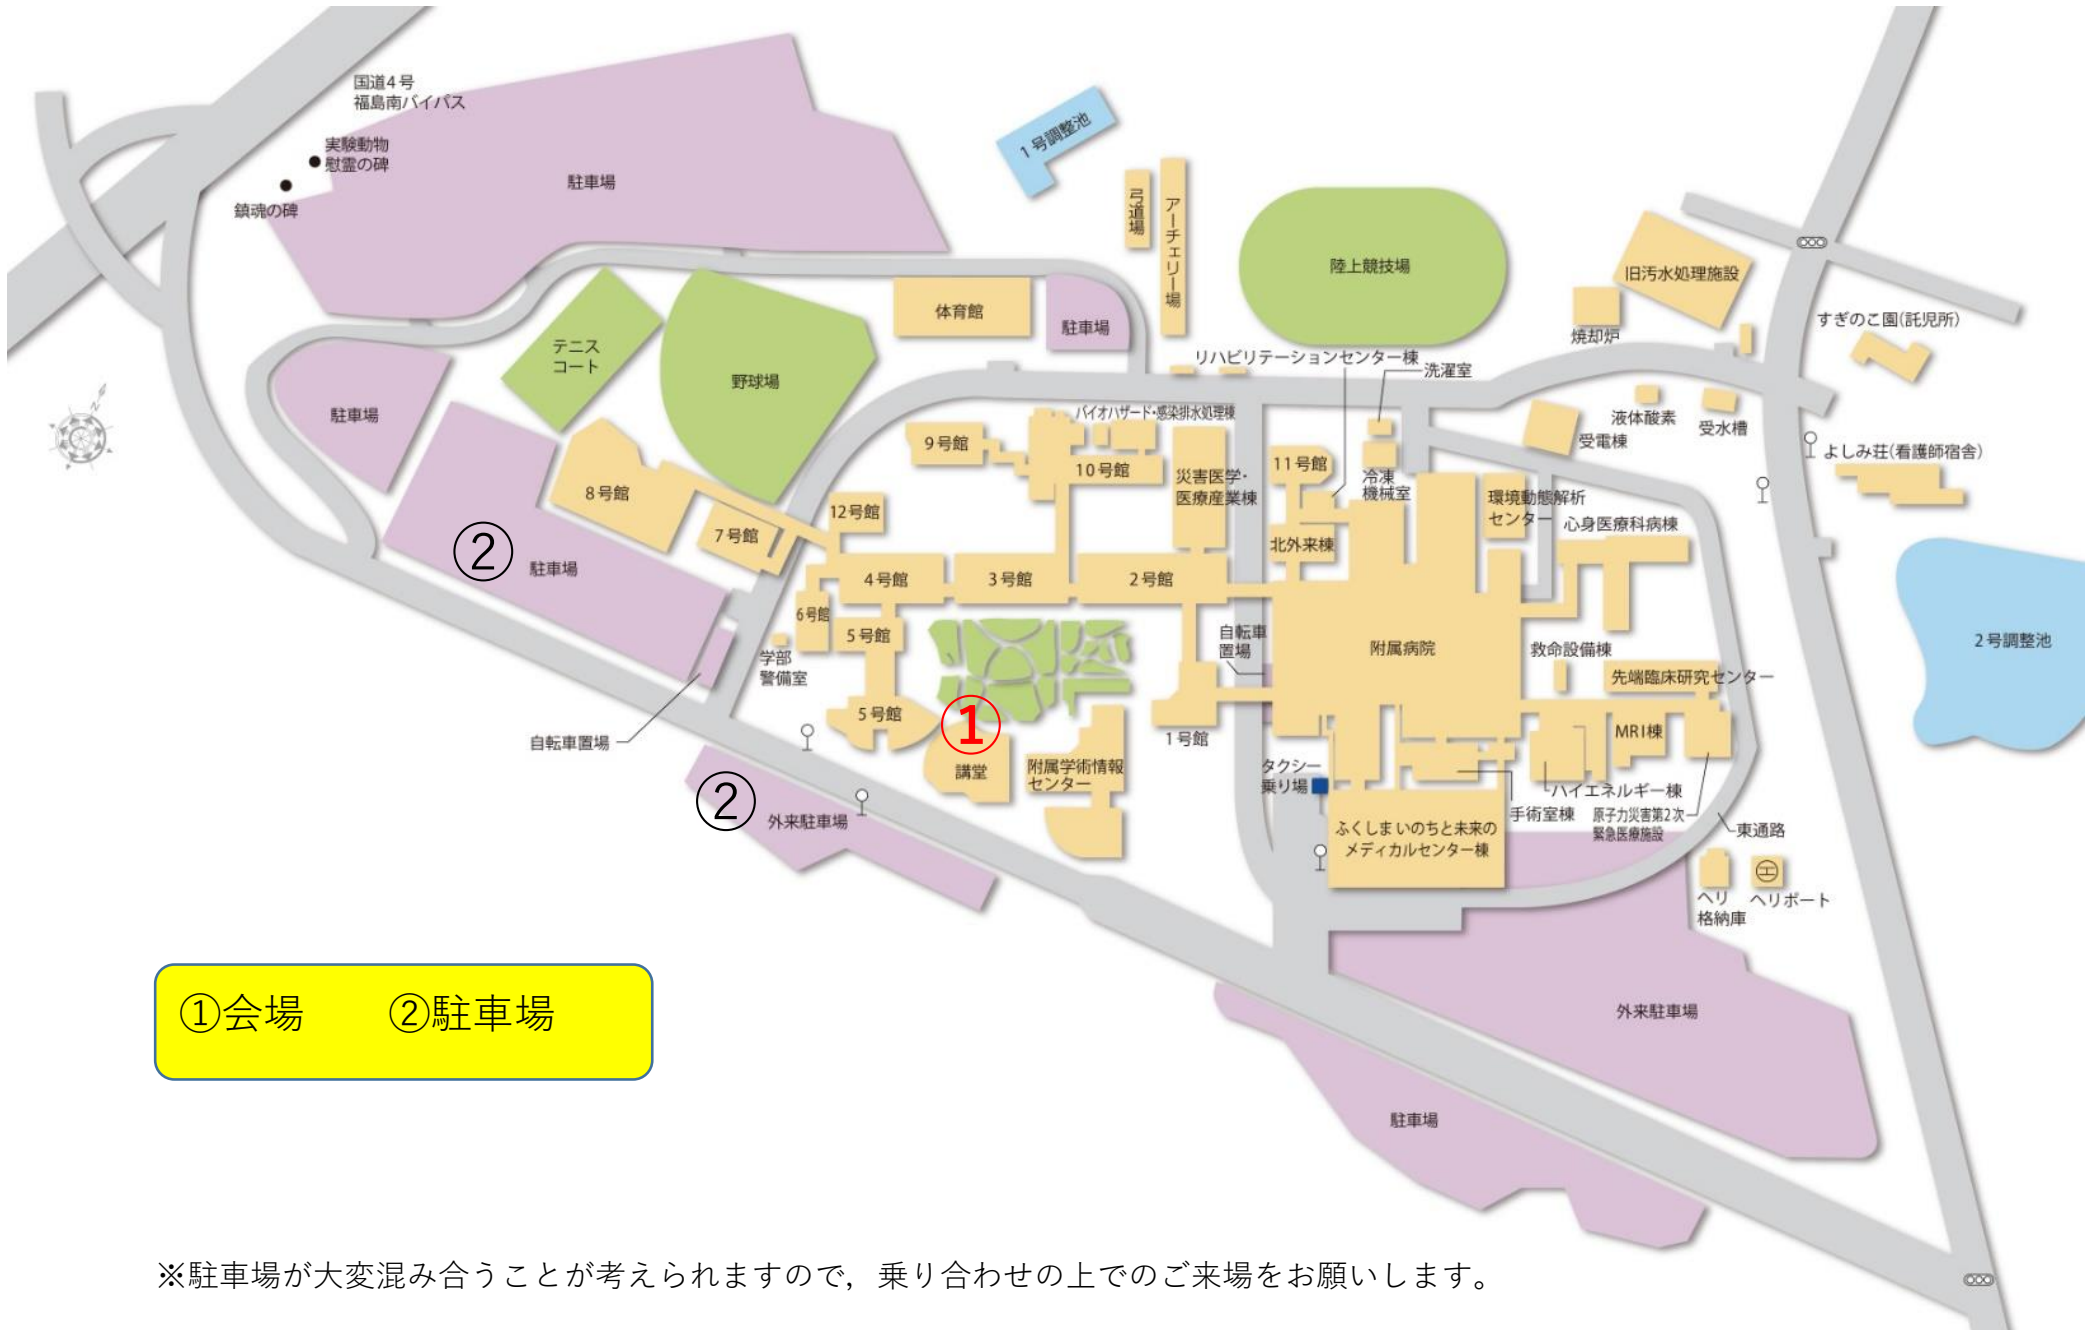 国道4号
福島南バイパス
実験動物
慰霊の碑
鎮魂の碑
駐車場
1号調整池
弓道場
アーチェリー場
陸上競技場
旧汚水処理施設
焼却炉
すぎのこ園(託児所)
体育館
駐車場
テニス
コート
野球場
駐車場
リハビリテーションセンター棟
洗濯室
液体酸素
受水槽
受電棟
よしみ荘(看護師宿舎)
バイオハザード・感染排水処理棟
9号館
10号館
災害医学・
医療産業棟
11号館
冷凍
機械室
環境動態解析
センター
心身医療科病棟
8号館
7号館
12号館
北外来棟
②
駐車場
4号館
3号館
2号館
6号館
5号館
学部
警備室
自転車
置場
附属病院
救命設備棟
先端臨床研究センター
2号調整池
自転車置場
5号館
①
講堂
附属学術情報
センター
1号館
MRI棟
タクシー
乗り場
ハイエネルギー棟
手術室棟
原子力災害第2次
緊急医療施設
東通路
②
外来駐車場
ふくしまいのちと未来の
メディカルセンター棟
ヘリ
格納庫
ヘリポート
H
外来駐車場
駐車場
①会場　②駐車場
※駐車場が大変混み合うことが考えられますので，乗り合わせの上でのご来場をお願いします。
N